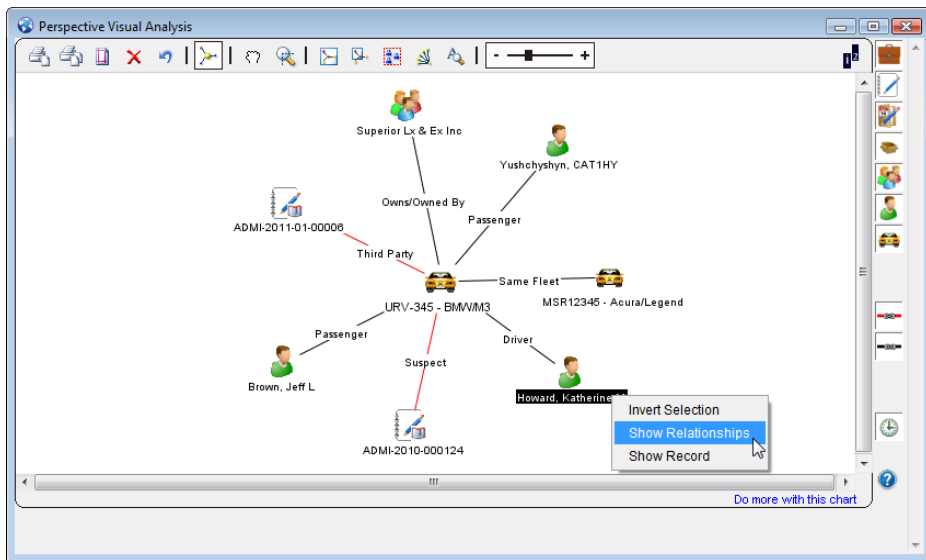 Perspective Visual Analysis
- +
1 2
Superior Lx & Ex Inc
Yushchyshyn, CAT1HY
Owns/Owned By
Passenger
ADMI-2011-01-00006
Third Party
Same Fleet
MSR12345 - Acura/Legend
URV-345 - BMW/M3
Passenger
Driver
Suspect
Brown, Jeff L
Howard, Katherine
ADMI-2010-000124
Invert Selection
Show Relationships
Show Record
Do more with this chart